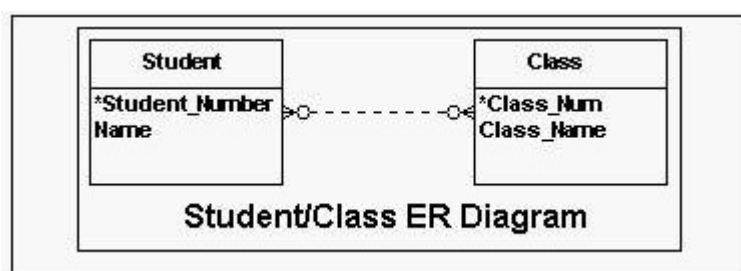 Student
*Student_Number
Name
Class
*Class_Num
Class_Name
Student/Class ER Diagram